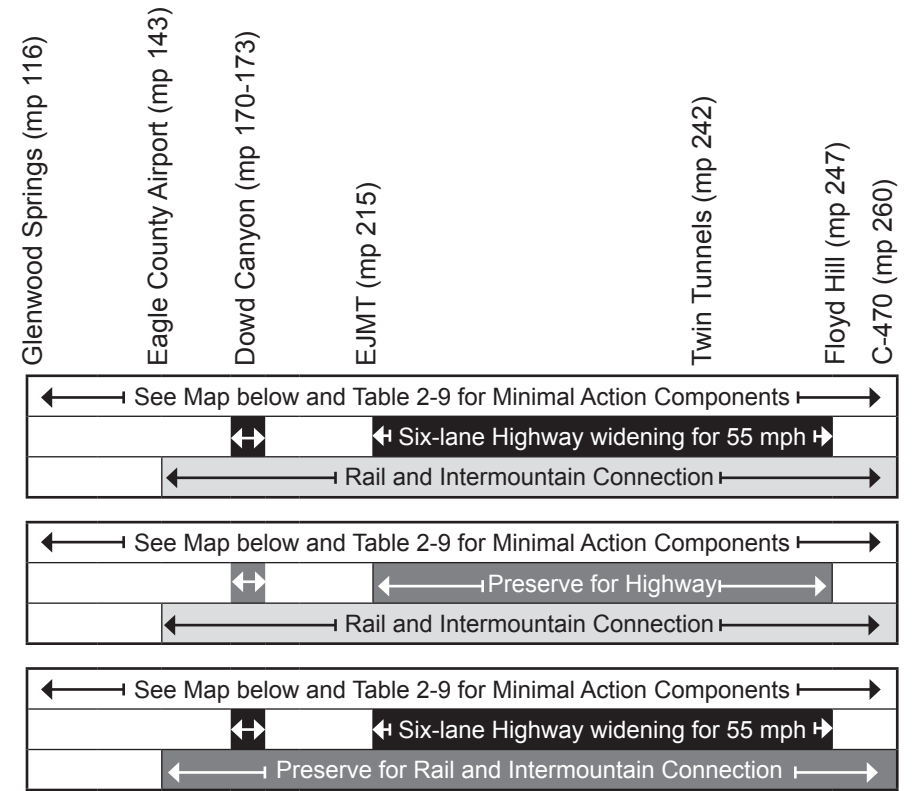 Glenwood Springs (mp 116)
Eagle County Airport (mp 143)
Dowd Canyon (mp 170-173)
EJMT (mp 215)
Twin Tunnels (mp 242)
Floyd Hill (mp 247)
C-470 (mp 260)
See Map below and Table 2-9 for Minimal Action Components
Six-lane Highway widening for 55 mph
Rail and Intermountain Connection
See Map below and Table 2-9 for Minimal Action Components
Preserve for Highway
Rail and Intermountain Connection
See Map below and Table 2-9 for Minimal Action Components
Six-lane Highway widening for 55 mph
Preserve for Rail and Intermountain Connection